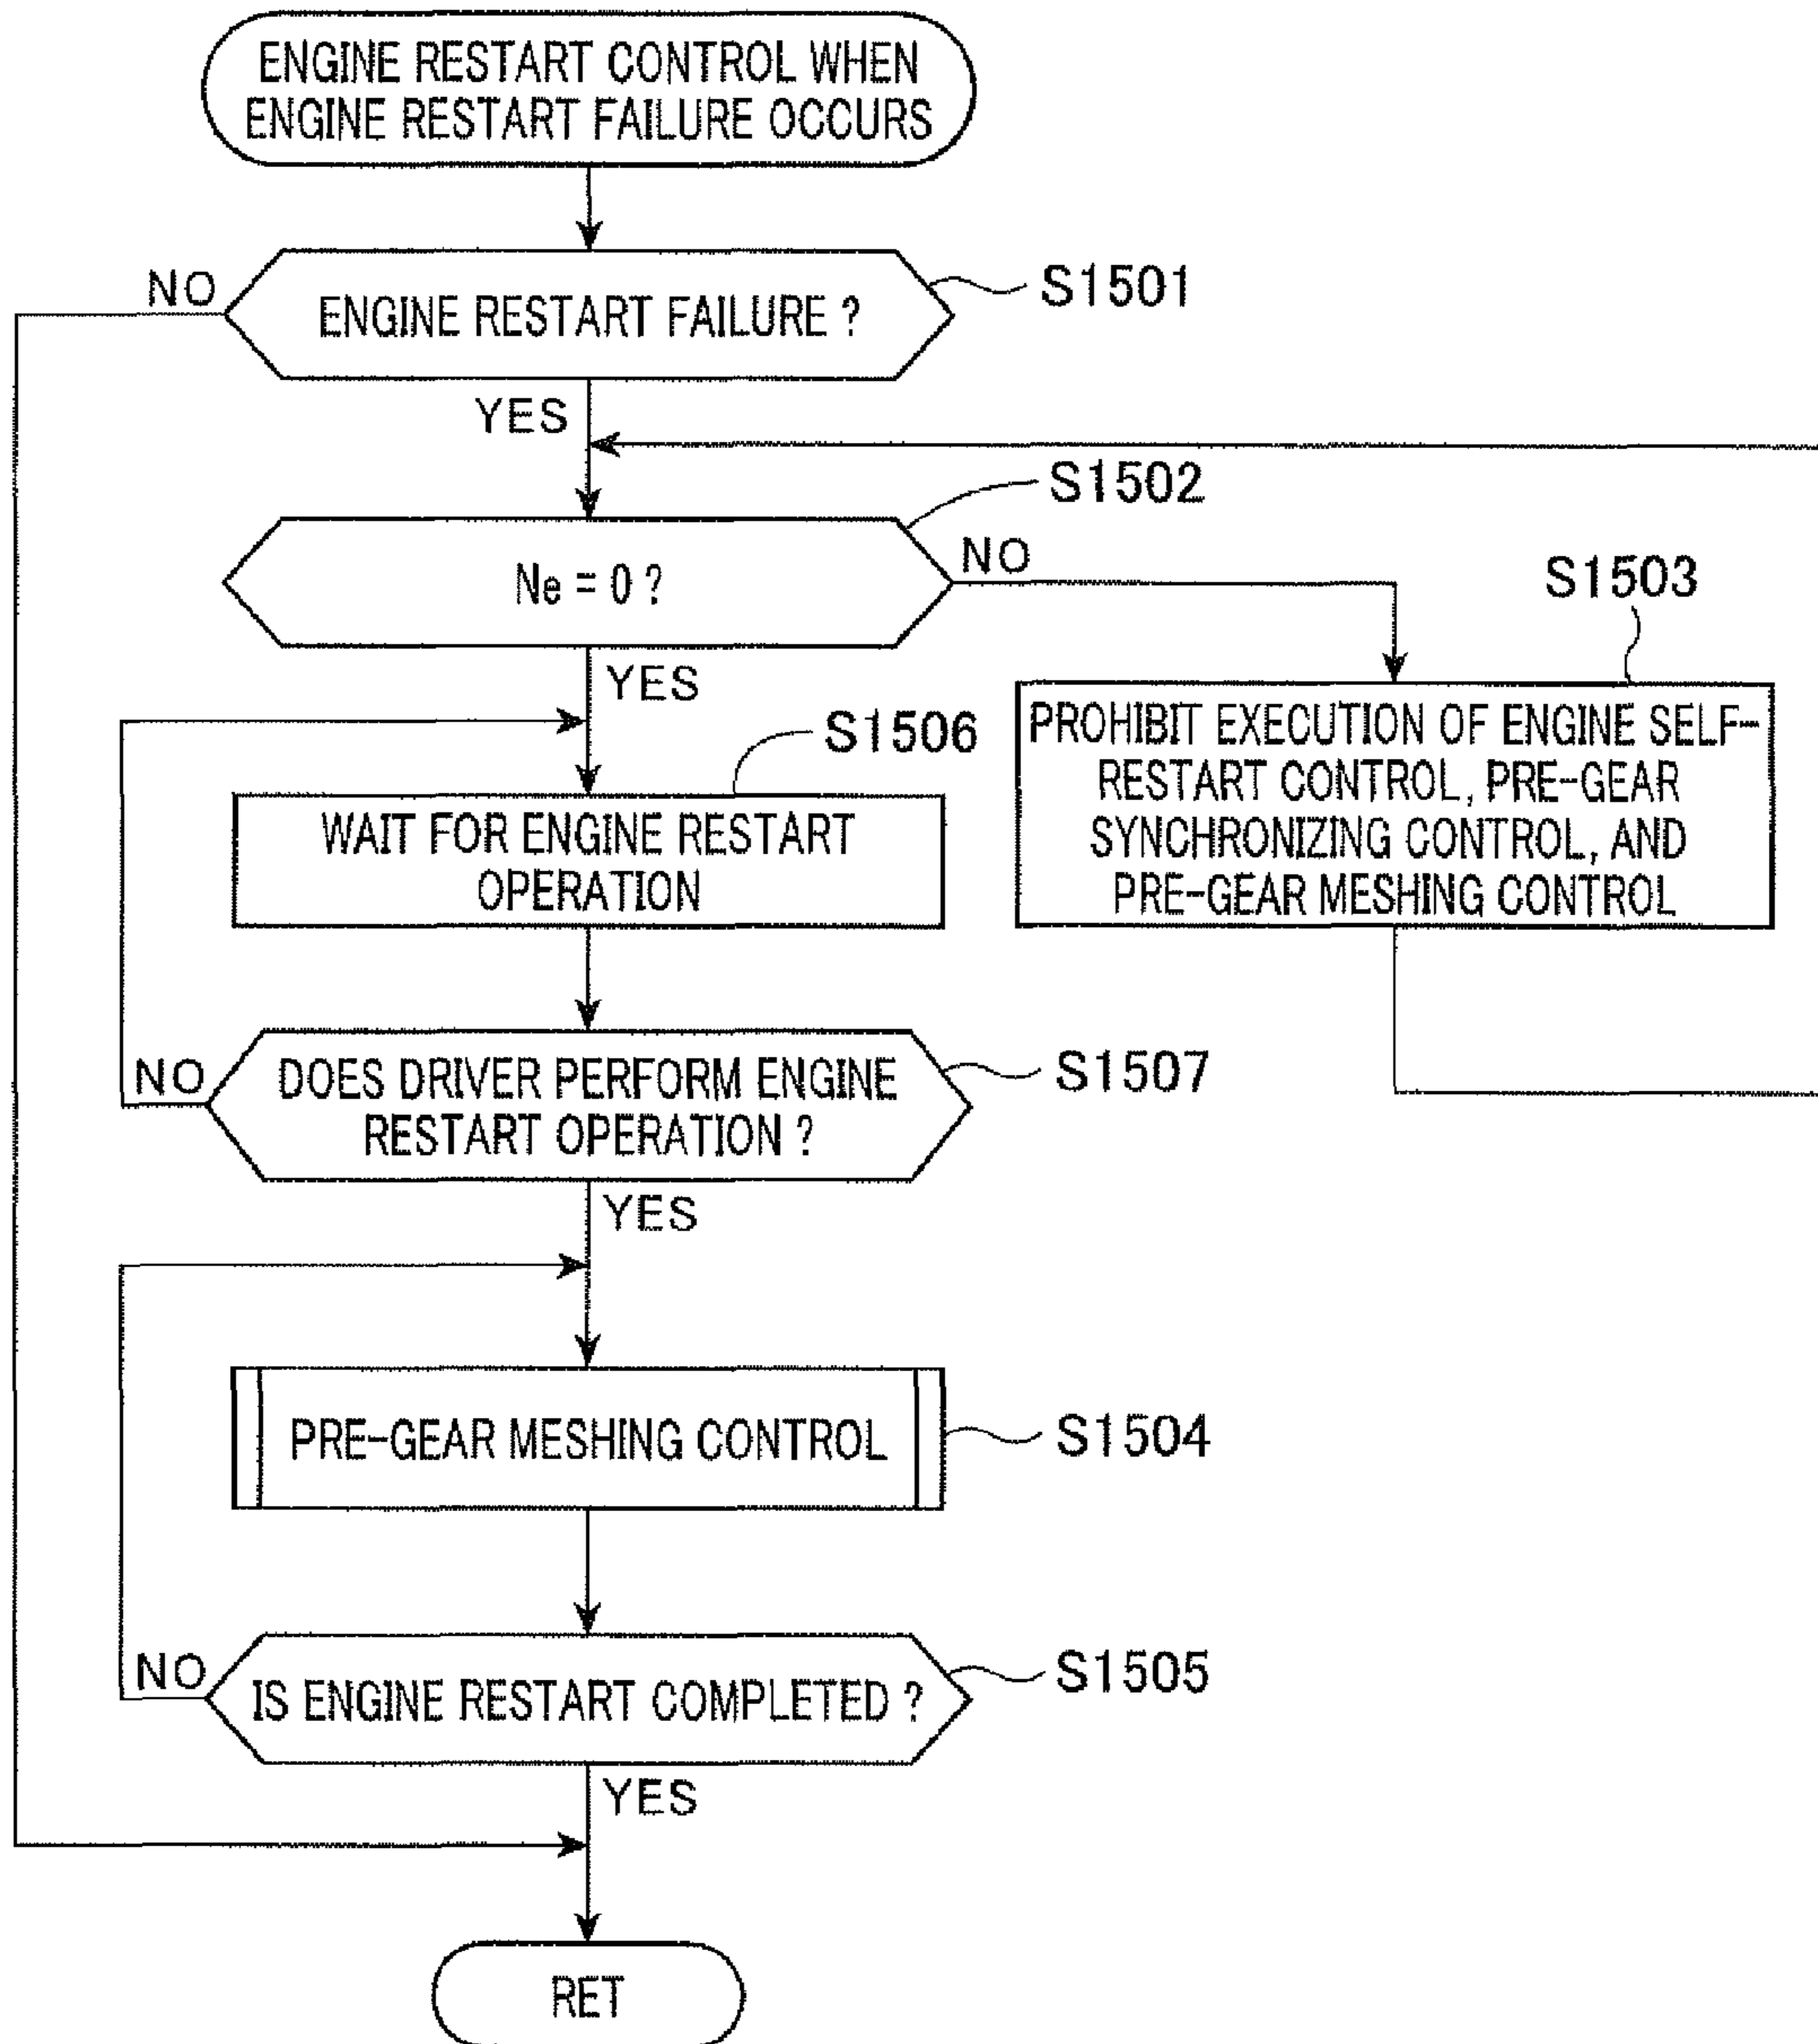 ENGINE RESTART CONTROL WHEN
ENGINE RESTART FAILURE OCCURS
NO
ENGINE RESTART FAILURE ?
S1501
YES
S1502
Ne = 0 ?
NO
S1503
YES
PROHIBIT EXECUTION OF ENGINE SELF-
RESTART CONTROL, PRE-GEAR
SYNCHRONIZING CONTROL, AND
PRE-GEAR MESHING CONTROL
S1506
WAIT FOR ENGINE RESTART
OPERATION
NO
DOES DRIVER PERFORM ENGINE
RESTART OPERATION ?
S1507
YES
PRE-GEAR MESHING CONTROL
S1504
NO
IS ENGINE RESTART COMPLETED ?
S1505
YES
RET